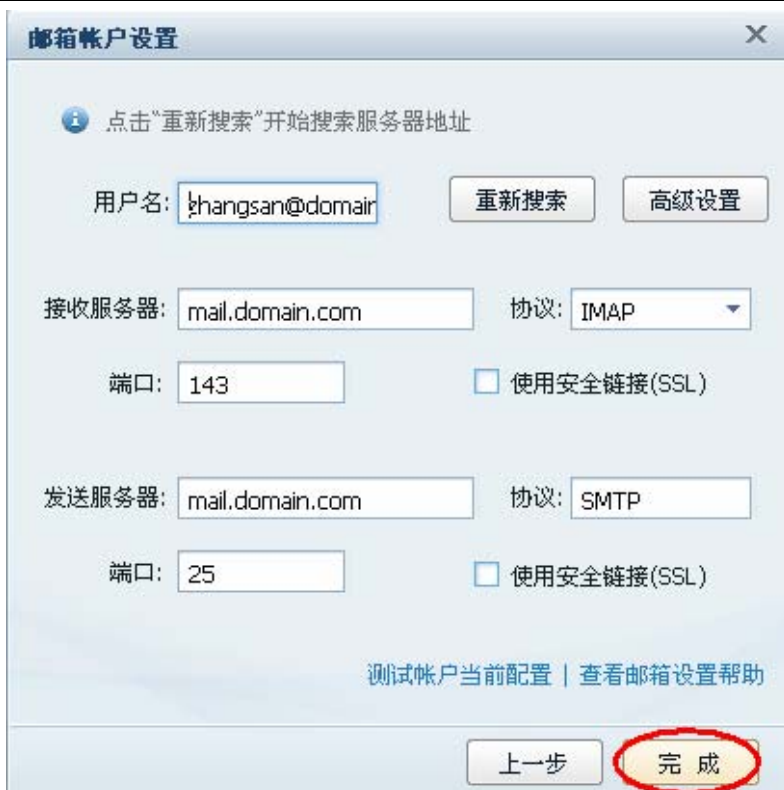 邮箱帐户设置
点击“重新搜索”开始搜索服务器地址
用户名: zhangsan@domain 重新搜索 高级设置
接收服务器: mail.domain.com 协议: IMAP
端口: 143 使用安全链接(SSL)
发送服务器: mail.domain.com 协议: SMTP
端口: 25 使用安全链接(SSL)
测试帐户当前配置 | 查看邮箱设置帮助
上一步 完 成